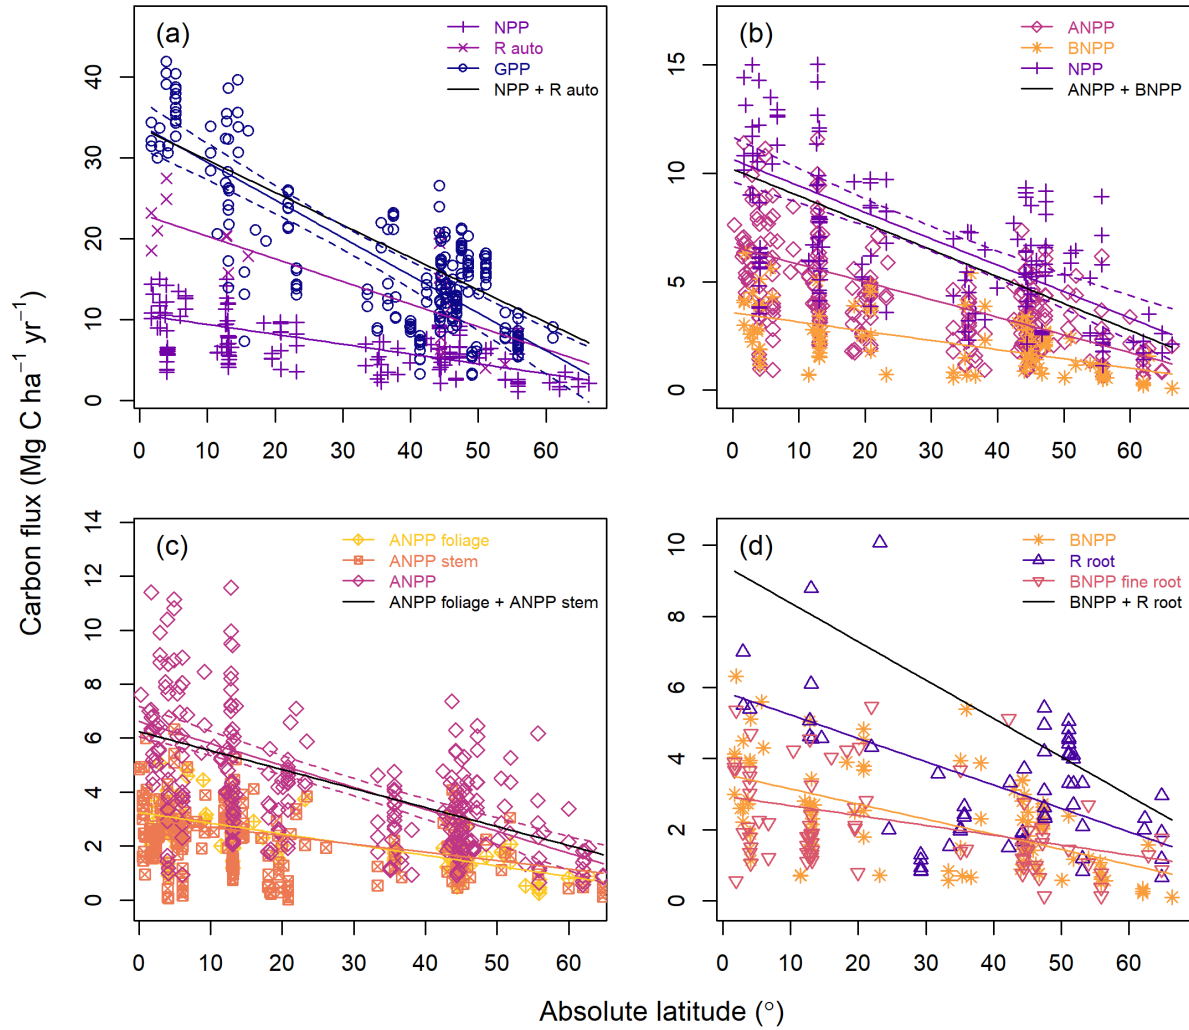 (a)
NPP
R auto
GPP
NPP + R auto
0 10 20 30 40
0 10 20 30 40 50 60
(b)
ANPP
BNPP
NPP
ANPP + BNPP
0 5 10 15
0 10 20 30 40 50 60
Carbon flux (Mg C ha⁻¹ yr⁻¹)
(c)
ANPP foliage
ANPP stem
ANPP
ANPP foliage + ANPP stem
0 2 4 6 8 10 12 14
0 10 20 30 40 50 60
(d)
BNPP
R root
BNPP fine root
BNPP + R root
0 2 4 6 8 10
0 10 20 30 40 50 60
Absolute latitude (°)